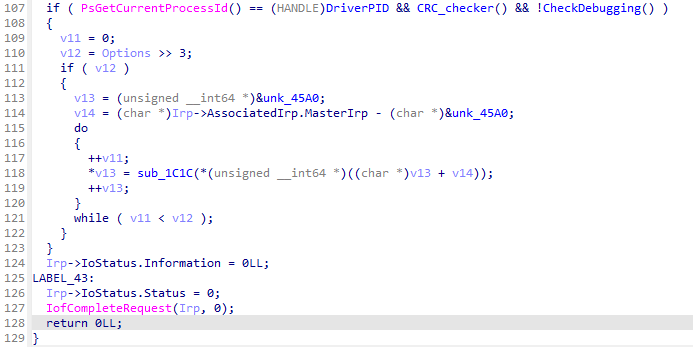 107 if ( PsGetCurrentProcessId() == (HANDLE)DriverPID && CRC_checker() && !CheckDebugging() )
108 {
109 v11 = 0;
110 v12 = Options >> 3;
111 if ( v12 )
112 {
113 v13 = (unsigned __int64 *)&unk_45A0;
114 v14 = (char *)Irp->AssociatedIrp.MasterIrp - (char *)&unk_45A0;
115 do
116 {
117 ++v11;
118 *v13 = sub_1C1C(*(unsigned __int64 *)((char *)v13 + v14));
119 ++v13;
120 }
121 while ( v11 < v12 );
122 }
123 }
124 Irp->IoStatus.Information = 0LL;
125 LABEL_43:
126 Irp->IoStatus.Status = 0;
127 IofCompleteRequest(Irp, 0);
128 return 0LL;
129 }